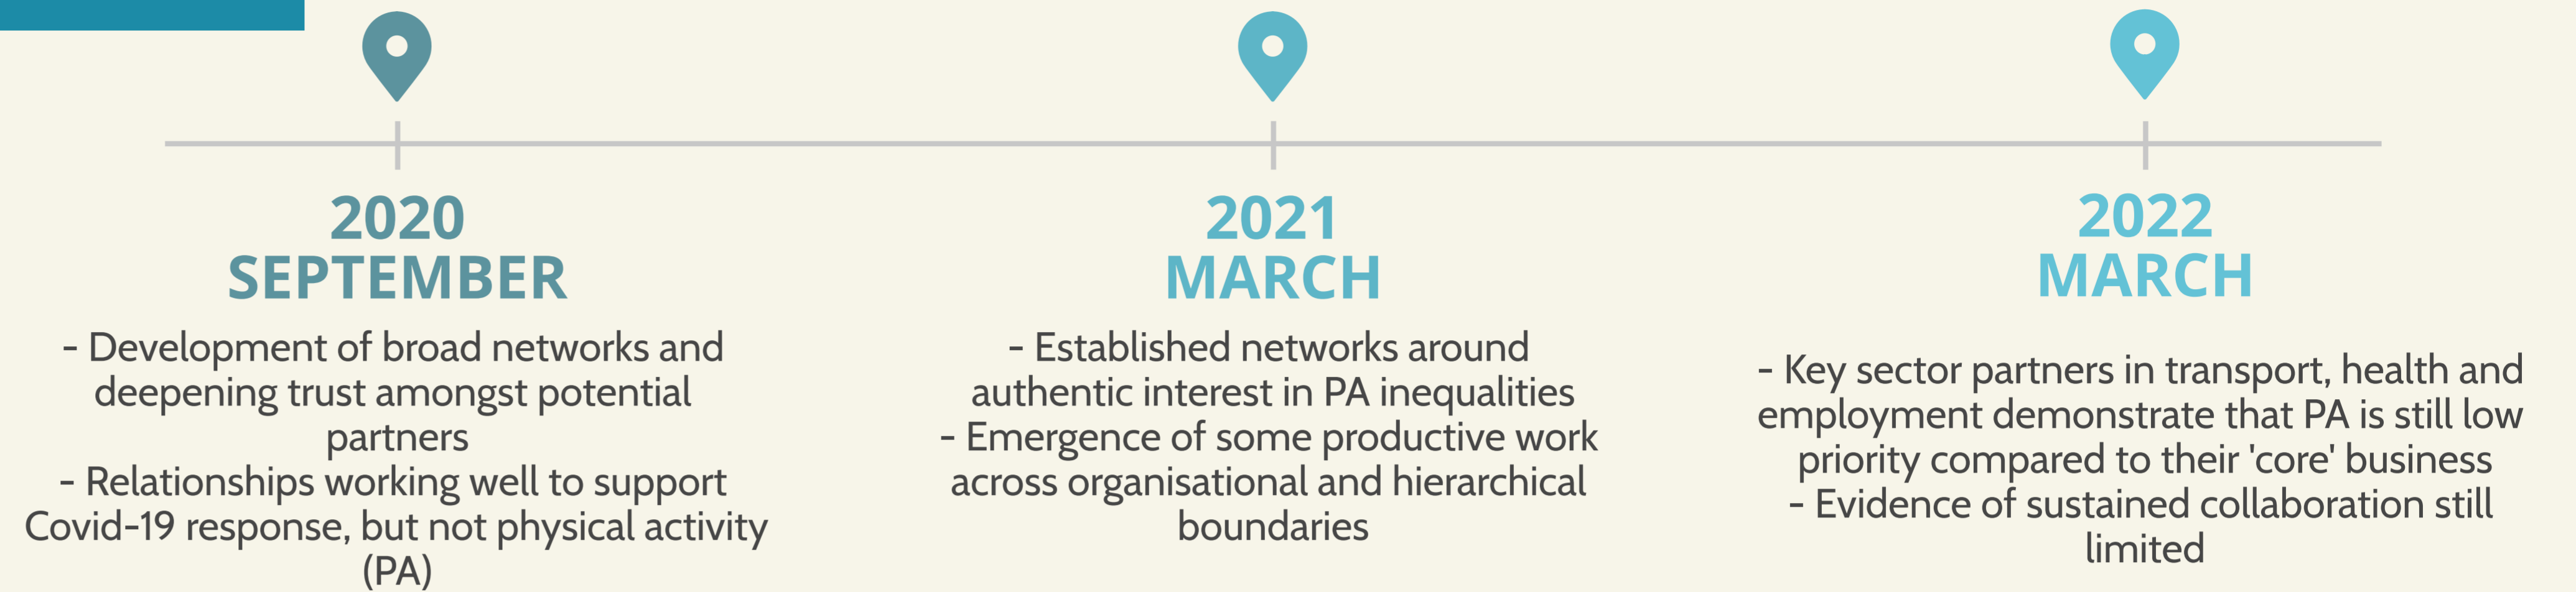 2020
SEPTEMBER
- Development of broad networks and
deepening trust amongst potential
partners
- Relationships working well to support
Covid-19 response, but not physical activity
(PA)
2021
MARCH
- Established networks around
authentic interest in PA inequalities
- Emergence of some productive work
across organisational and hierarchical
boundaries
2022
MARCH
- Key sector partners in transport, health and
employment demonstrate that PA is still low
priority compared to their 'core' business
- Evidence of sustained collaboration still
limited